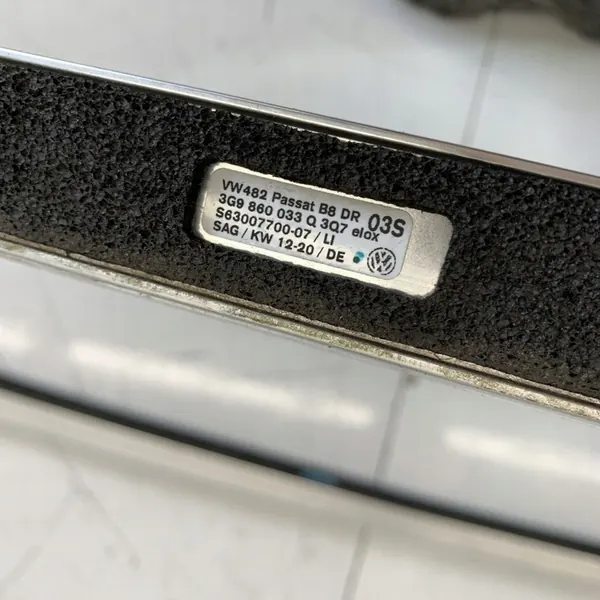 VW482 Passat B8 DR 03S
3G9 860 033 Q 3Q7 elox
S63007700-07 / LI
SAG / KW 12-20 / DE